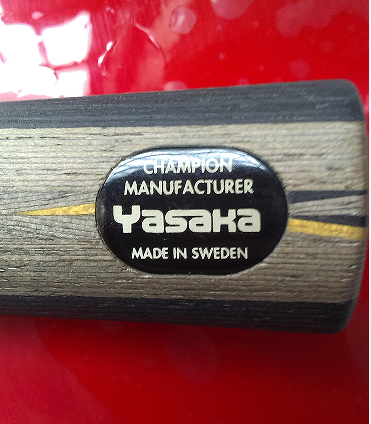 CHAMPION
MANUFACTURER
Yasaka
MADE IN SWEDEN